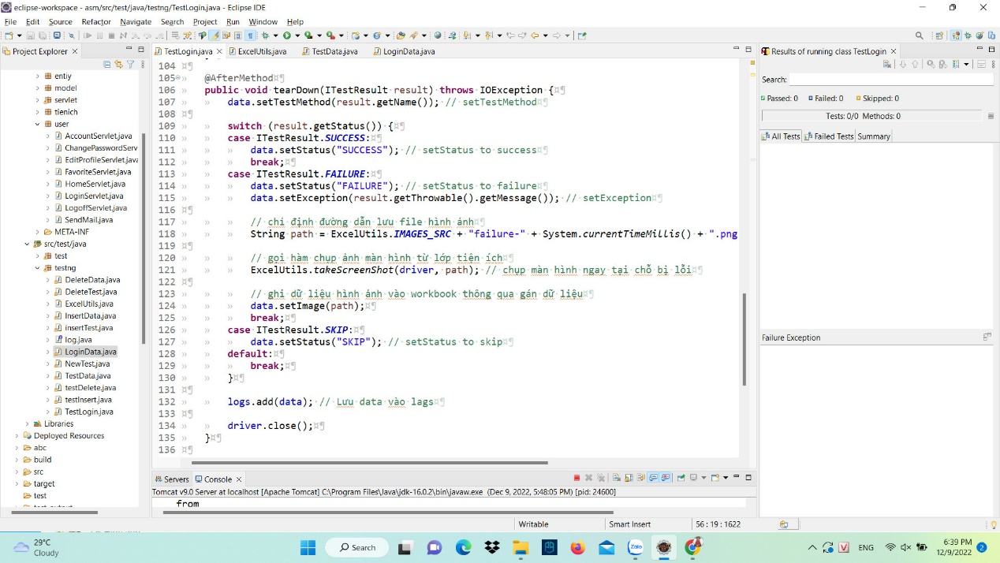 eclipse-workspace - asm/src/test/java/testng/TestLogin.java - Eclipse IDE
File Edit Source Refactor Navigate Search Project Run Window Help
Project Explorer
entiy
model
servlet
tienich
user
AccountServlet.java
ChangePasswordServ
EditProfileServlet.java
FavoriteServlet.java
HomeServlet.java
LoginServlet.java
LogoffServlet.java
SendMail.java
META-INF
src/test/java
test
testng
DeleteData.java
DeleteTest.java
ExcelUtils.java
InsertData.java
insertTest.java
log.java
LoginData.java
NewTest.java
TestData.java
testDelete.java
testInsert.java
TestLogin.java
Libraries
Deployed Resources
abc
build
src
target
test
TestLogin.java ExcelUtils.java TestData.java LoginData.java
104
105 @AfterMethod
106 public void tearDown(ITestResult result) throws IOException {
107 data.setTestMethod(result.getName()); // setTestMethod
108
109 switch (result.getStatus()) {
110 case ITestResult.SUCCESS:
111 data.setStatus("SUCCESS"); // setStatus to success
112 break;
113 case ITestResult.FAILURE:
114 data.setStatus("FAILURE"); // setStatus to failure
115 data.setException(result.getThrowable().getMessage()); // setException
116
117 // chỉ định đường dẫn lưu file hình ảnh
118 String path = ExcelUtils.IMAGES_SRC + "failure-" + System.currentTimeMillis() + ".png
119
120 // gọi hàm chụp ảnh màn hình từ lớp tiện ích
121 ExcelUtils.takeScreenShot(driver, path); // chụp màn hình ngay tại chỗ bị lỗi
122
123 // ghi dữ liệu hình ảnh vào workbook thông qua gán dữ liệu
124 data.setImage(path);
125 break;
126 case ITestResult.SKIP:
127 data.setStatus("SKIP"); // setStatus to skip
128 default:
129 break;
130 }
131
132 logs.add(data); // Lưu data vào lags
133
134 driver.close();
135 }
136
Servers Console
Tomcat v9.0 Server at localhost [Apache Tomcat] C:\Program Files\Java\jdk-16.0.2\bin\javaw.exe (Dec 9, 2022, 5:48:05 PM) [pid: 24600]
from
Results of running class TestLogin
Search:
Passed: 0 Failed: 0 Skipped: 0
Tests: 0/0 Methods: 0
All Tests Failed Tests Summary
Failure Exception
Writable Smart Insert 56 : 19 : 1622
29°C
Cloudy
Search
Zalo
ENG
6:39 PM
12/9/2022
2